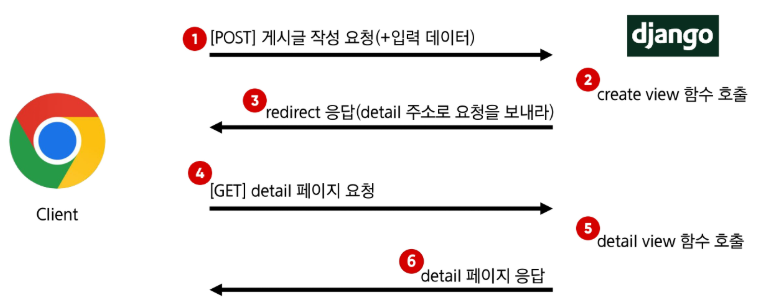 1 [POST] 게시글 작성 요청(+입력 데이터)
django
2 create view 함수 호출
3 redirect 응답(detail 주소로 요청을 보내라)
Client
4 [GET] detail 페이지 요청
5 detail view 함수 호출
6 detail 페이지 응답